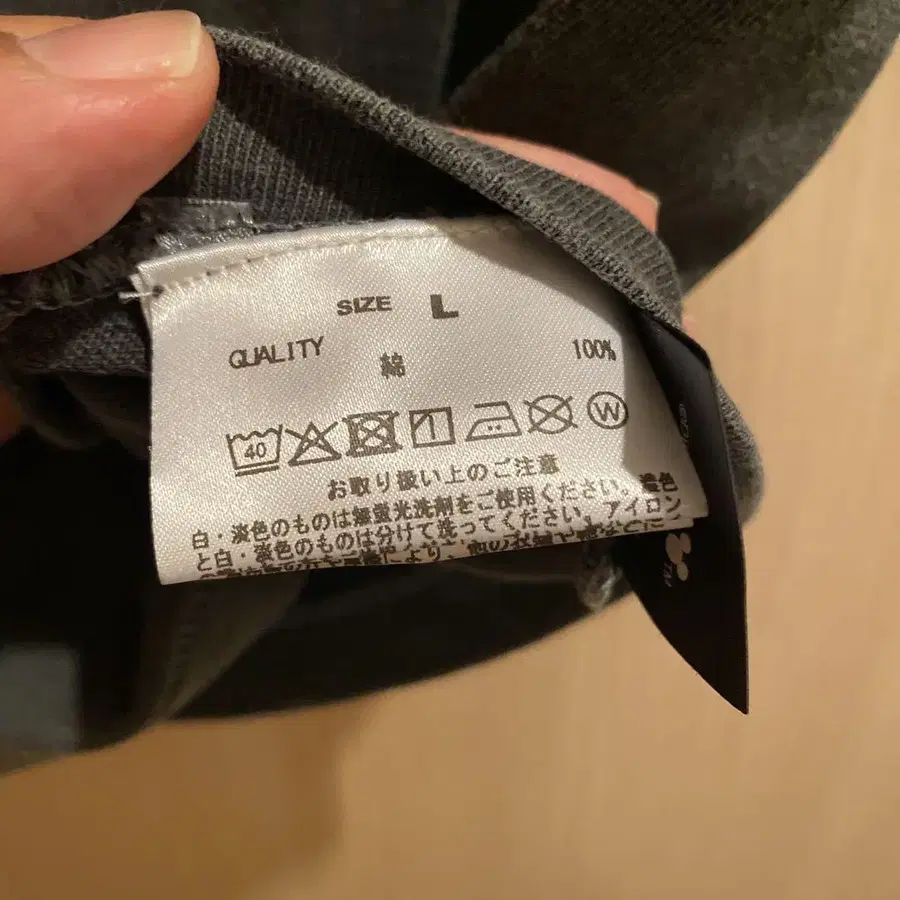 SIZE L
QUALITY 綿 100%
40 W
お取り扱い上のご注意
白・淡色のものは無蛍光洗剤をご使用ください。濃色
と白・淡色のものは分けて洗ってください。アイロン